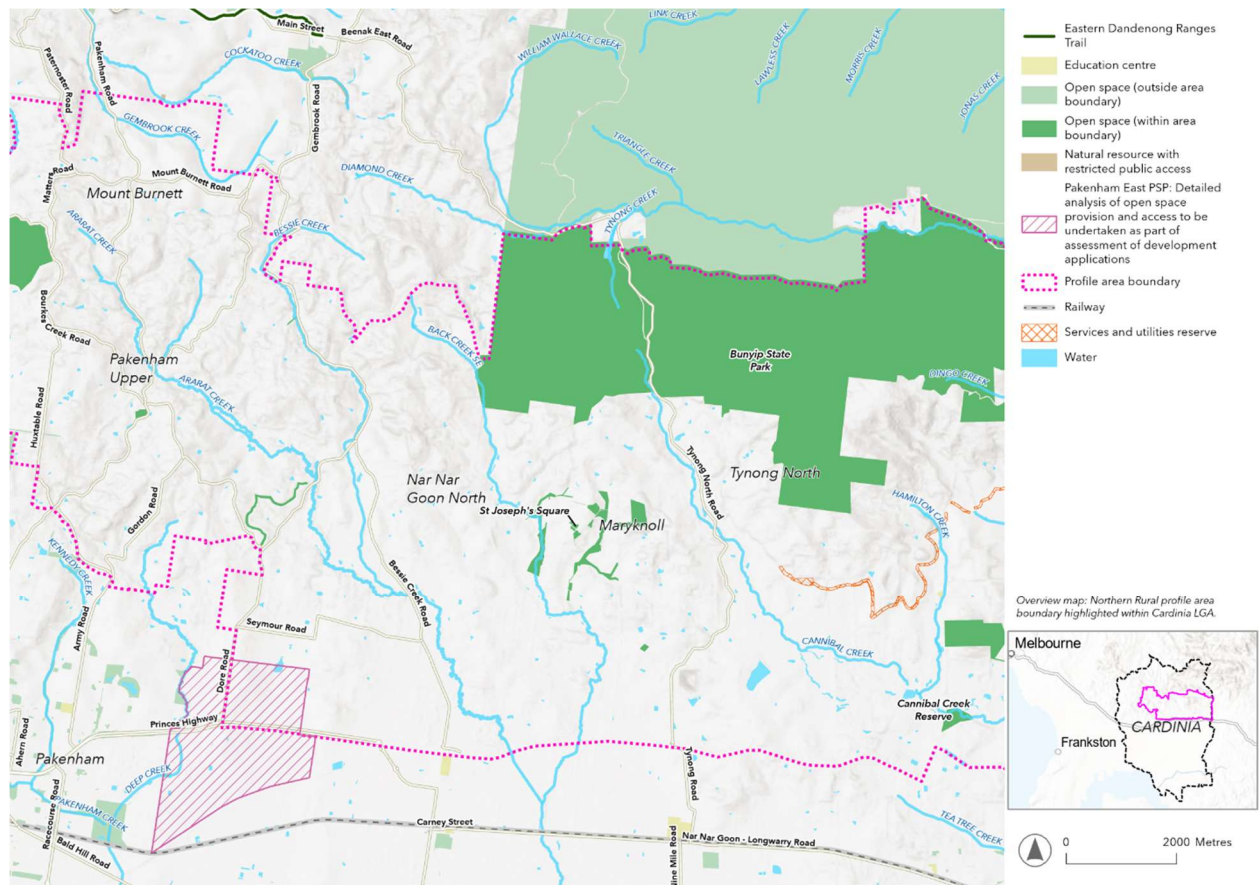 Main Street
Beenak East Road
LINK CREEK
Paternoster Road
Pakenham Road
COCKATOO CREEK
WILLIAM WALLACE CREEK
LAWLESS CREEK
MORRIS CREEK
JONAS CREEK
GEMBROOK CREEK
Gembrook Road
TRIANGLE CREEK
DIAMOND CREEK
Matters Road
Mount Burnett Road
Mount Burnett
ARARAT CREEK
BESSIE CREEK
TYNONG CREEK
Bourkes Creek Road
BACK CREEK
Pakenham
Upper
Bunyip State
Park
DINGO CREEK
ARARAT CREEK
Huxtable Road
Nar Nar
Goon North
Tynong North Road
Tynong North
HAMILTON CREEK
Gordon Road
St Joseph's Square
Maryknoll
KENNEDY CREEK
Bessie Creek Road
Army Road
Seymour Road
CANNIBAL CREEK
Dore Road
Cannibal Creek
Reserve
Princes Highway
Ahern Road
Pakenham
DEEP CREEK
Tynong Road
PAKENHAM CREEK
Racecourse Road
Bald Hill Road
Carney Street
Nar Nar Goon - Longwarry Road
Nine Mile Road
TEA TREE CREEK
Eastern Dandenong Ranges
Trail
Education centre
Open space (outside area
boundary)
Open space (within area
boundary)
Natural resource with
restricted public access
Pakenham East PSP: Detailed
analysis of open space
provision and access to be
undertaken as part of
assessment of development
applications
Profile area boundary
Railway
Services and utilities reserve
Water
Overview map: Northern Rural profile area
boundary highlighted within Cardinia LGA.
Melbourne
CARDINIA
Frankston
0 2000 Metres